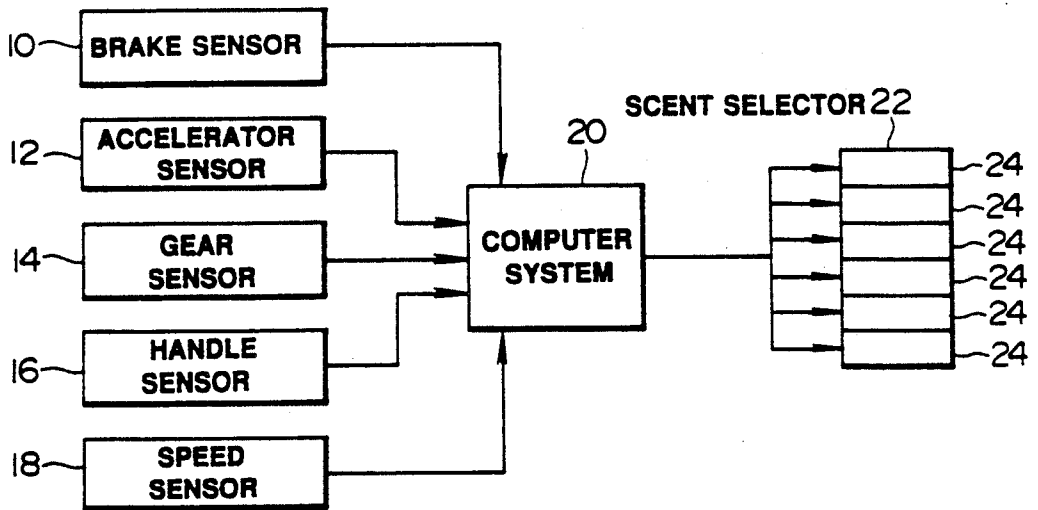 10 BRAKE SENSOR
12 ACCELERATOR
SENSOR
14 GEAR
SENSOR
16 HANDLE
SENSOR
18 SPEED
SENSOR
20
COMPUTER
SYSTEM
SCENT SELECTOR 22
24
24
24
24
24
24